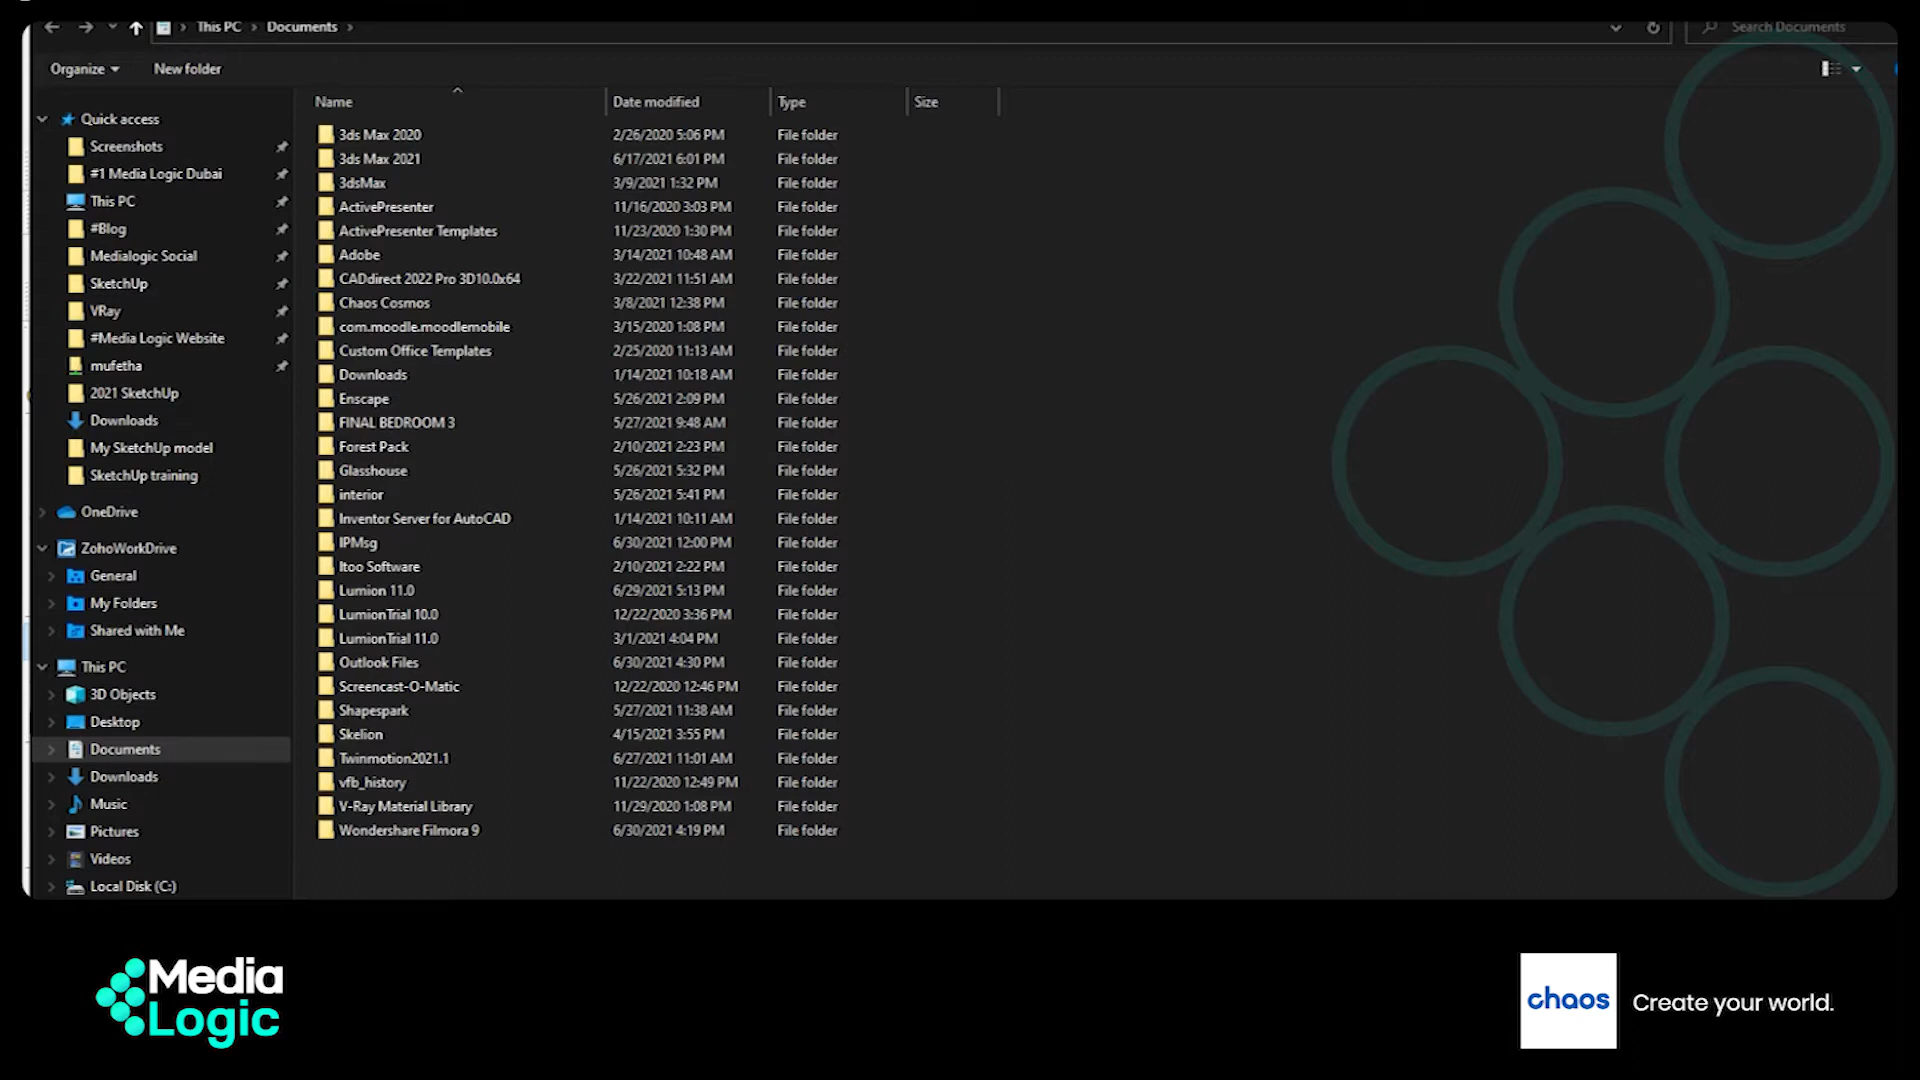 This PC > Documents >
Search Documents
Organize
New folder
Name
Date modified
Type
Size
Quick access
Screenshots
#1 Media Logic Dubai
This PC
#Blog
Medialogic Social
SketchUp
VRay
#Media Logic Website
mufetha
2021 SketchUp
Downloads
My SketchUp model
SketchUp training
OneDrive
ZohoWorkDrive
General
My Folders
Shared with Me
This PC
3D Objects
Desktop
Documents
Downloads
Music
Pictures
Videos
Local Disk (C:)
3ds Max 2020 2/26/2020 5:06 PM File folder
3ds Max 2021 6/17/2021 6:01 PM File folder
3dsMax 3/9/2021 1:32 PM File folder
ActivePresenter 11/16/2020 3:03 PM File folder
ActivePresenter Templates 11/23/2020 1:30 PM File folder
Adobe 3/14/2021 10:48 AM File folder
CADdirect 2022 Pro 3D10.0x64 3/22/2021 11:51 AM File folder
Chaos Cosmos 3/8/2021 12:38 PM File folder
com.moodle.moodlemobile 3/15/2020 1:08 PM File folder
Custom Office Templates 2/25/2020 11:13 AM File folder
Downloads 1/14/2021 10:18 AM File folder
Enscape 5/26/2021 2:09 PM File folder
FINAL BEDROOM 3 5/27/2021 9:48 AM File folder
Forest Pack 2/10/2021 2:23 PM File folder
Glasshouse 5/26/2021 5:32 PM File folder
interior 5/26/2021 5:41 PM File folder
Inventor Server for AutoCAD 1/14/2021 10:11 AM File folder
IPMsg 6/30/2021 12:00 PM File folder
Itoo Software 2/10/2021 2:22 PM File folder
Lumion 11.0 6/29/2021 5:13 PM File folder
LumionTrial 10.0 12/22/2020 3:36 PM File folder
LumionTrial 11.0 3/1/2021 4:04 PM File folder
Outlook Files 6/30/2021 4:30 PM File folder
Screencast-O-Matic 12/22/2020 12:46 PM File folder
Shapespark 5/27/2021 11:38 AM File folder
Skelion 4/15/2021 3:55 PM File folder
Twinmotion2021.1 6/27/2021 11:01 AM File folder
vfb_history 11/22/2020 12:49 PM File folder
V-Ray Material Library 11/29/2020 1:08 PM File folder
Wondershare Filmora 9 6/30/2021 4:19 PM File folder
Media
Logic
chaos
Create your world.